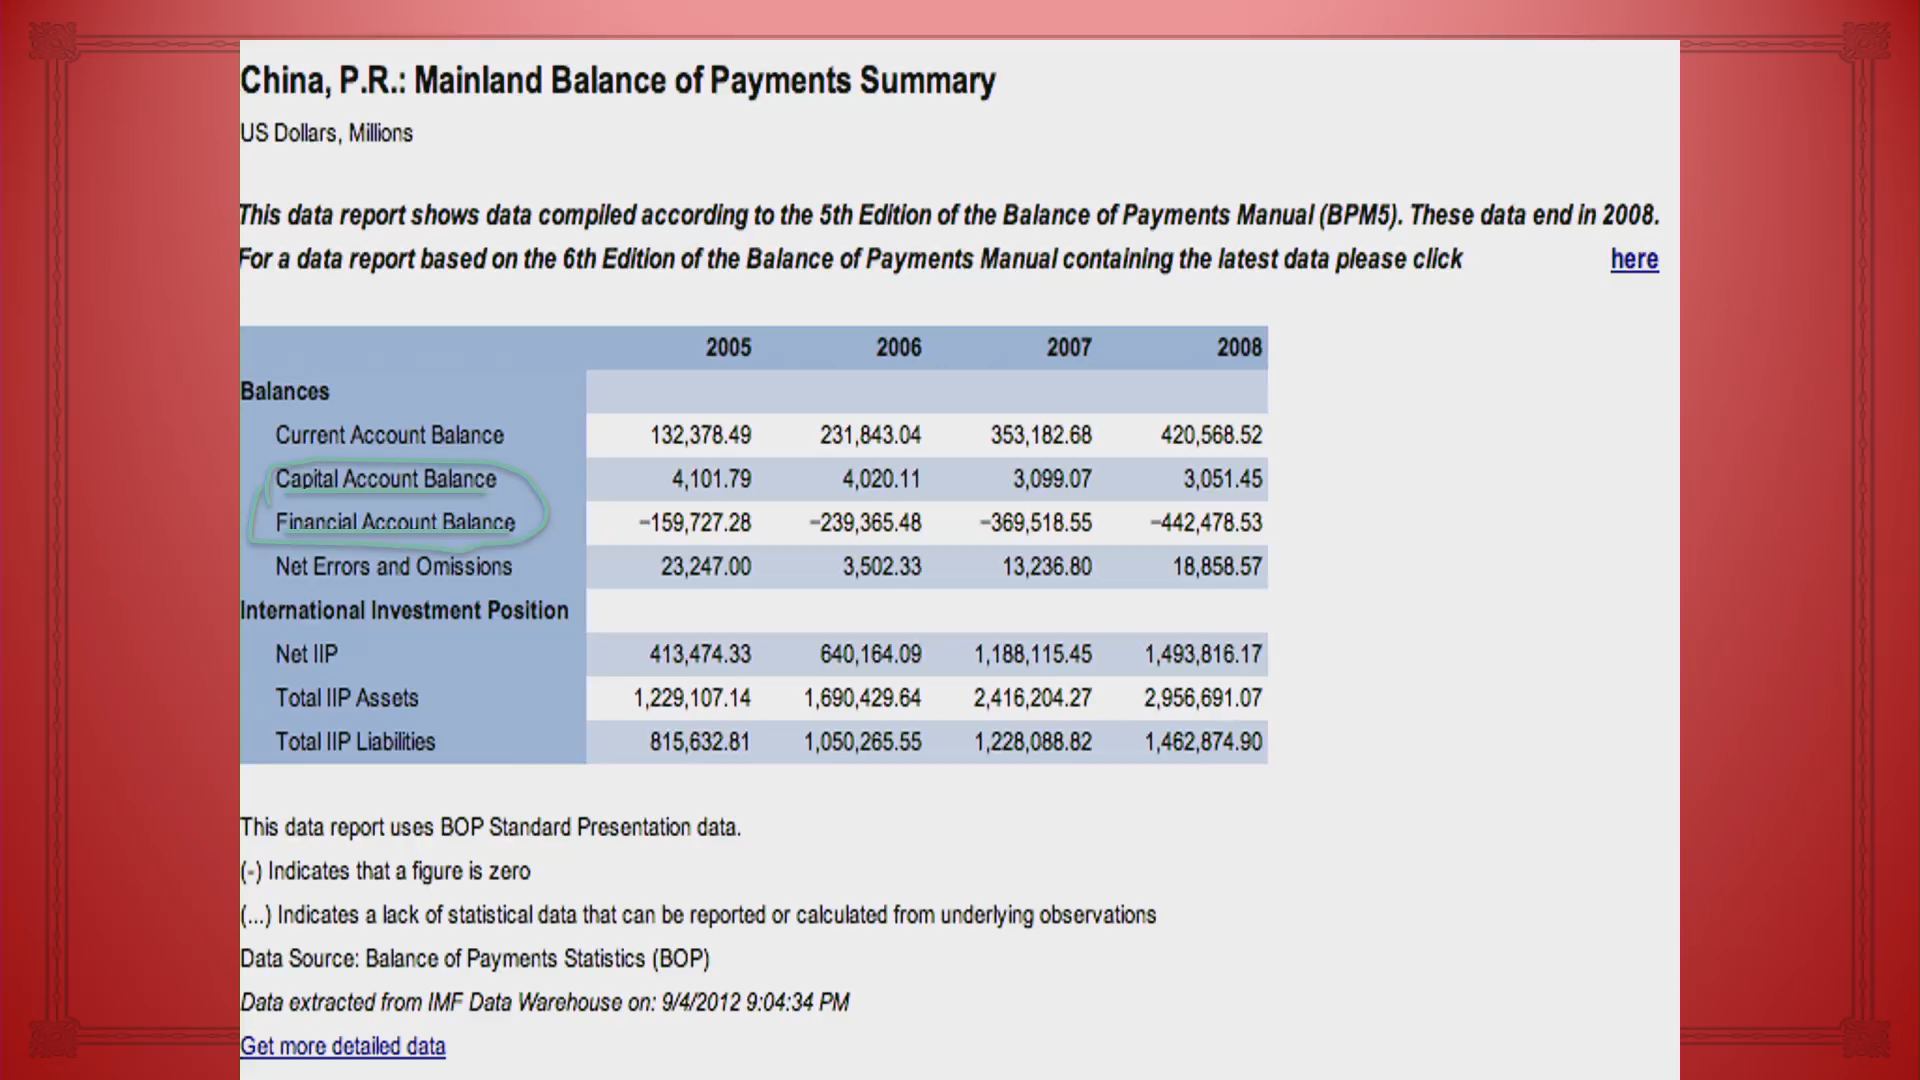 China, P.R.: Mainland Balance of Payments Summary
US Dollars, Millions
This data report shows data compiled according to the 5th Edition of the Balance of Payments Manual (BPM5). These data end in 2008.
For a data report based on the 6th Edition of the Balance of Payments Manual containing the latest data please click here
2005 2006 2007 2008
Balances
Current Account Balance 132,378.49 231,843.04 353,182.68 420,568.52
Capital Account Balance 4,101.79 4,020.11 3,099.07 3,051.45
Financial Account Balance −159,727.28 −239,365.48 −369,518.55 −442,478.53
Net Errors and Omissions 23,247.00 3,502.33 13,236.80 18,858.57
International Investment Position
Net IIP 413,474.33 640,164.09 1,188,115.45 1,493,816.17
Total IIP Assets 1,229,107.14 1,690,429.64 2,416,204.27 2,956,691.07
Total IIP Liabilities 815,632.81 1,050,265.55 1,228,088.82 1,462,874.90
This data report uses BOP Standard Presentation data.
(-) Indicates that a figure is zero
(...) Indicates a lack of statistical data that can be reported or calculated from underlying observations
Data Source: Balance of Payments Statistics (BOP)
Data extracted from IMF Data Warehouse on: 9/4/2012 9:04:34 PM
Get more detailed data